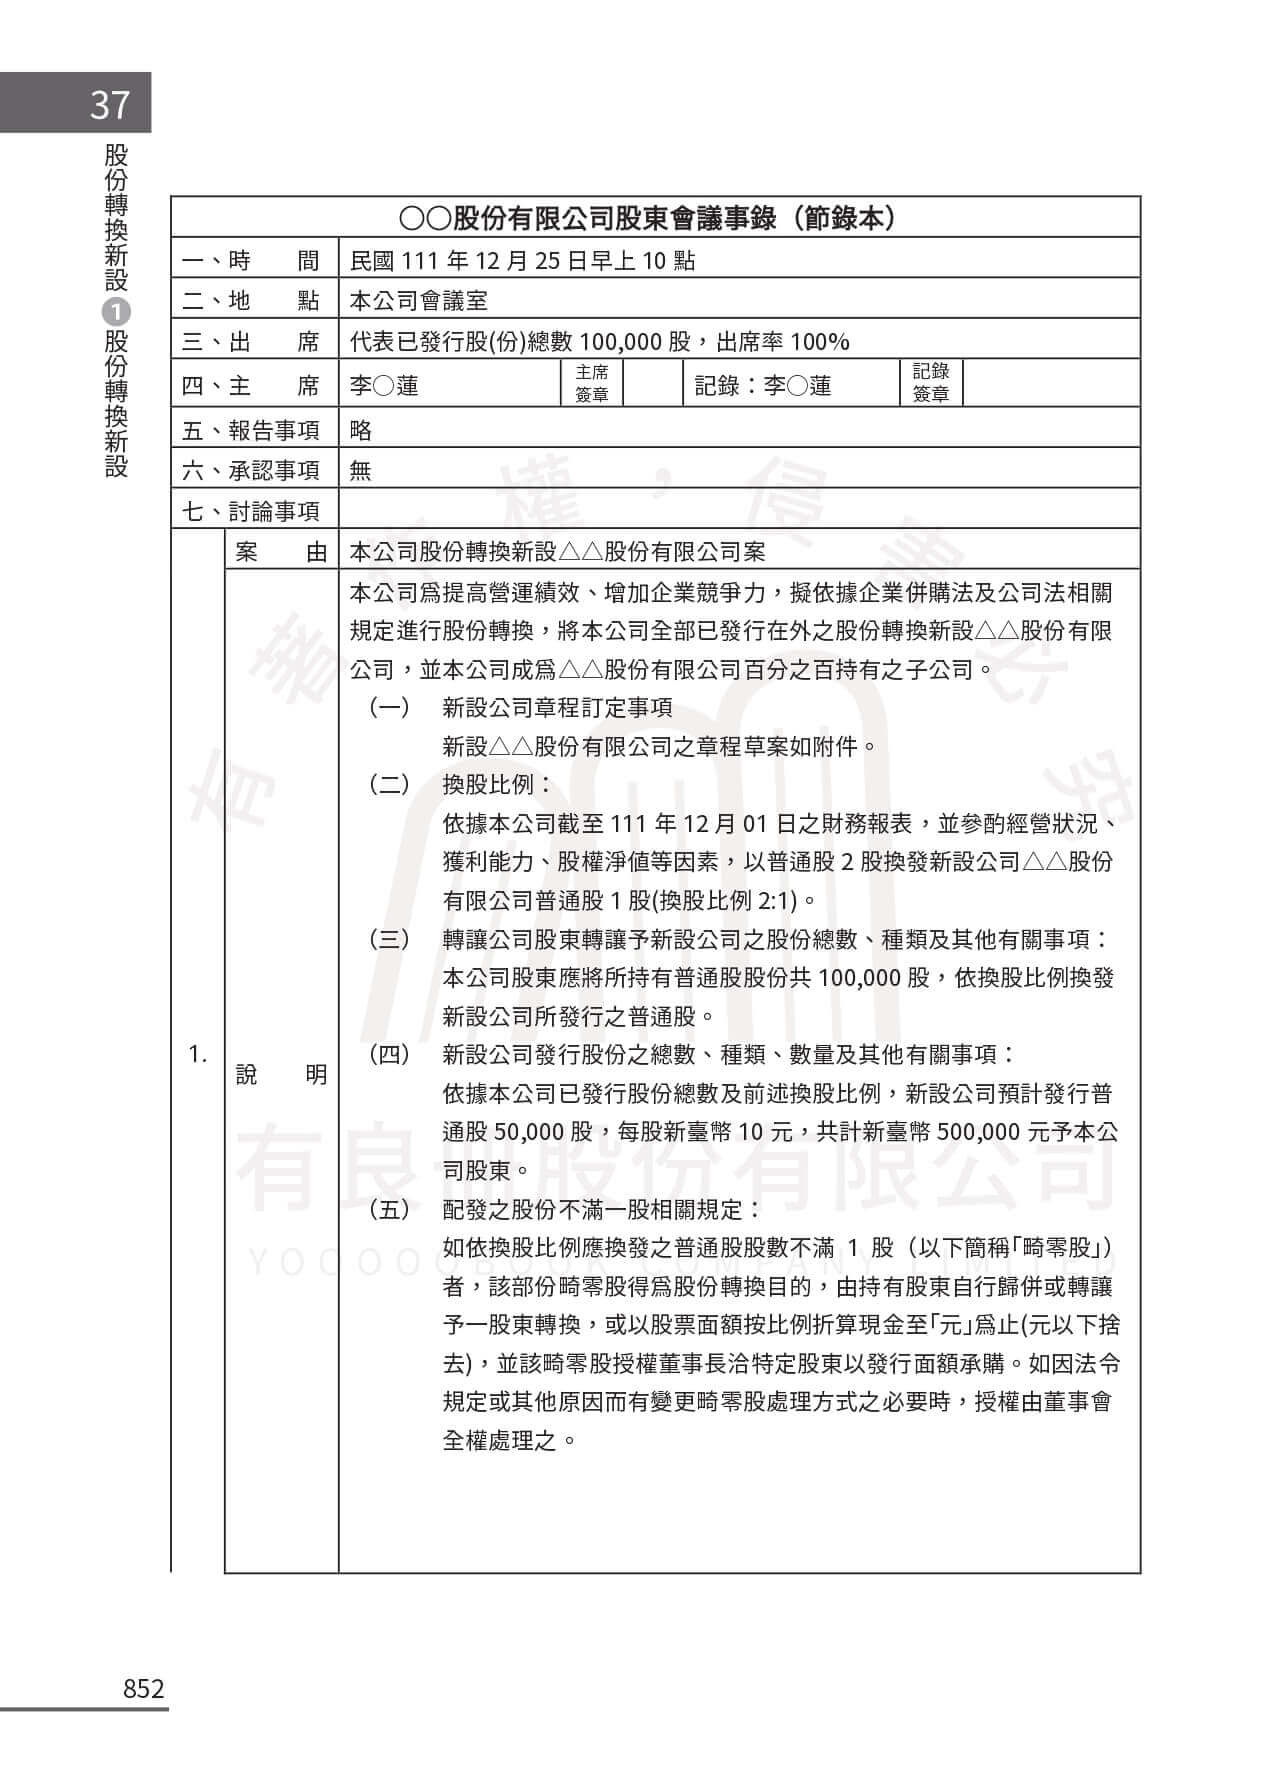 37
股份轉換新設 1 股份轉換新設
○○股份有限公司股東會議事錄（節錄本）
一、時　　間　民國 111 年 12 月 25 日早上 10 點
二、地　　點　本公司會議室
三、出　　席　代表已發行股(份)總數 100,000 股，出席率 100%
四、主　　席　李○蓮　主席簽章　記錄：李○蓮　記錄簽章
五、報告事項　略
六、承認事項　無
七、討論事項
案　　由　本公司股份轉換新設△△股份有限公司案
1.
說　　明
本公司為提高營運績效、增加企業競爭力，擬依據企業併購法及公司法相關
規定進行股份轉換，將本公司全部已發行在外之股份轉換新設△△股份有限
公司，並本公司成為△△股份有限公司百分之百持有之子公司。
（一）　新設公司章程訂定事項
新設△△股份有限公司之章程草案如附件。
（二）　換股比例：
依據本公司截至 111 年 12 月 01 日之財務報表，並參酌經營狀況、
獲利能力、股權淨值等因素，以普通股 2 股換發新設公司△△股份
有限公司普通股 1 股(換股比例 2:1)。
（三）　轉讓公司股東轉讓予新設公司之股份總數、種類及其他有關事項：
本公司股東應將所持有普通股股份共 100,000 股，依換股比例換發
新設公司所發行之普通股。
（四）　新設公司發行股份之總數、種類、數量及其他有關事項：
依據本公司已發行股份總數及前述換股比例，新設公司預計發行普
通股 50,000 股，每股新臺幣 10 元，共計新臺幣 500,000 元予本公
司股東。
（五）　配發之股份不滿一股相關規定：
如依換股比例應換發之普通股股數不滿 1 股（以下簡稱「畸零股」）
者，該部份畸零股得為股份轉換目的，由持有股東自行歸併或轉讓
予一股東轉換，或以股票面額按比例折算現金至「元」為止(元以下捨
去)，並該畸零股授權董事長洽特定股東以發行面額承購。如因法令
規定或其他原因而有變更畸零股處理方式之必要時，授權由董事會
全權處理之。
有著有權，侵害必究
有良冊股份有限公司
YOOOOOBOOK COMPANY LIMITED
852